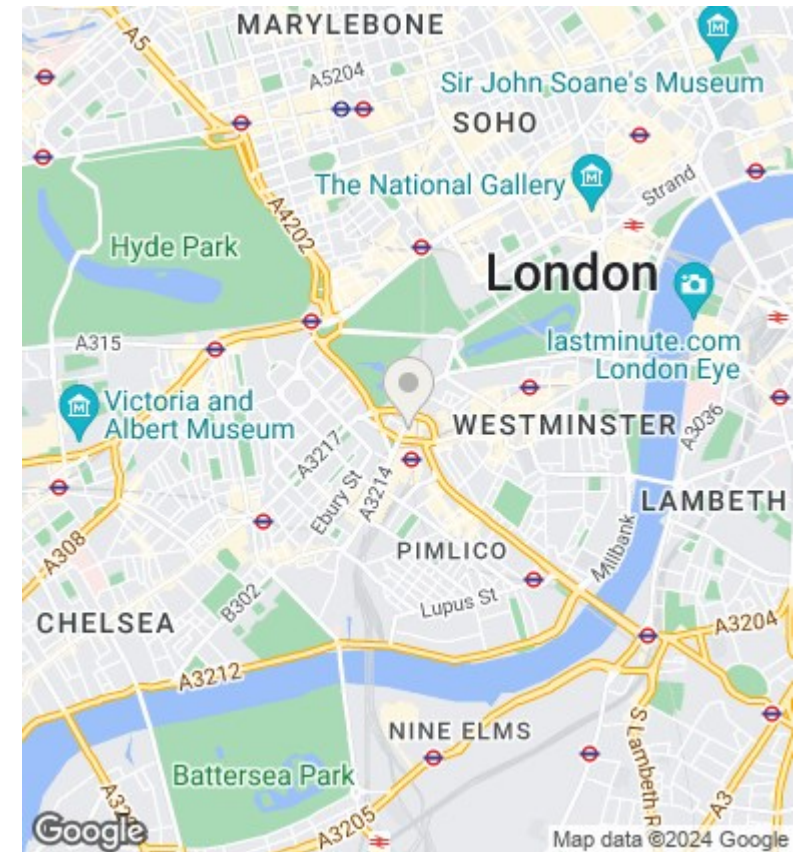 MARYLEBONE
A5
A5204
Sir John Soane's Museum
SOHO
The National Gallery
Strand
A4202
Hyde Park
London
A315
lastminute.com
London Eye
Victoria and
Albert Museum
WESTMINSTER
A3036
A3217
Ebury St
A3214
LAMBETH
A308
PIMLICO
Millbank
B302
Lupus St
CHELSEA
A3204
A3212
NINE ELMS
S Lambeth R
Battersea Park
A3205
A3
Google
Map data ©2024 Google